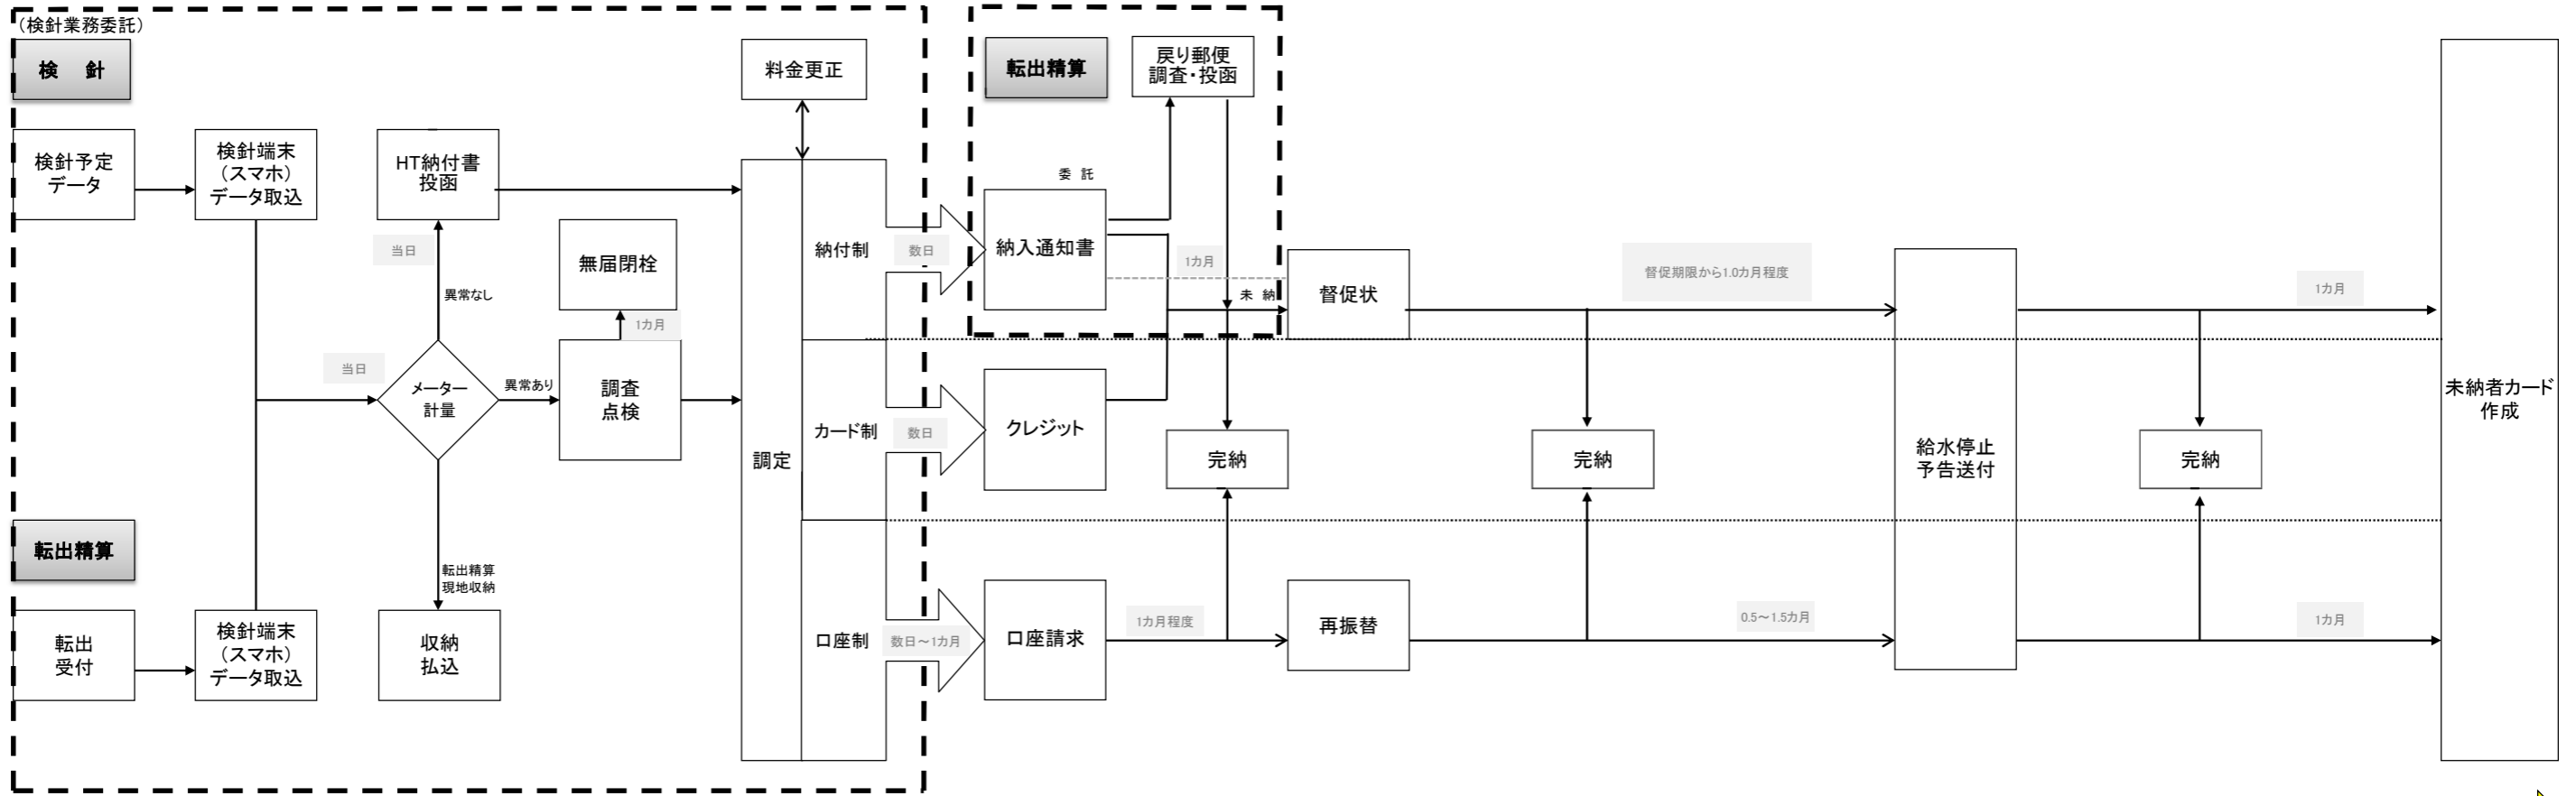 （検針業務委託）
検　針
検針予定
データ
検針端末
（スマホ）
データ取込
HT納付書
投函
当日
異常なし
無届閉栓
1カ月
当日
メーター
計量
異常あり
調査
点検
転出精算
転出
受付
検針端末
（スマホ）
データ取込
転出精算
現地収納
収納
払込
料金更正
調定
納付制
カード制
口座制
数日
数日
数日～1カ月
転出精算
戻り郵便
調査・投函
委　託
納入通知書
1カ月
未　納
クレジット
口座請求
1カ月程度
完納
督促状
再振替
督促期限から1.0カ月程度
完納
0.5～1.5カ月
給水停止
予告送付
1カ月
完納
1カ月
未納者カード
作成